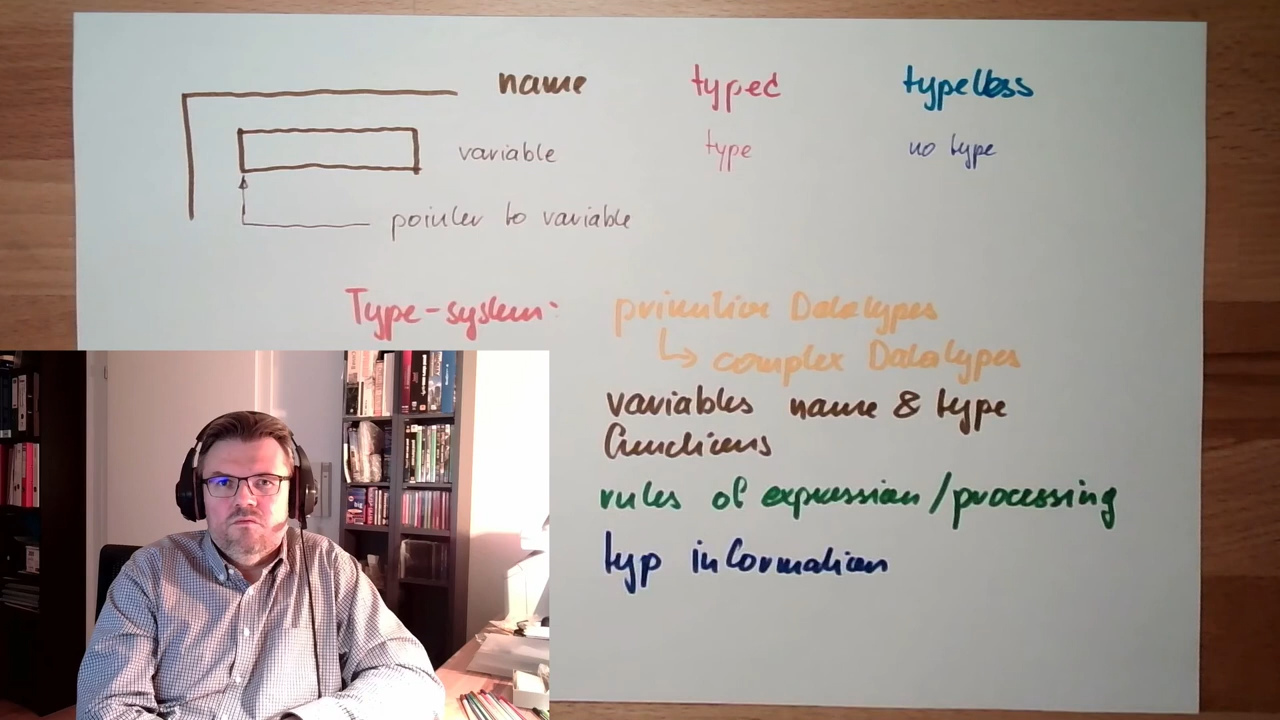 name typed typeless
variable type no type
pointer to variable
Type-system: primitive Datatypes
↳ complex Datatypes
variables name & type
functions
rules of expression/processing
typ information